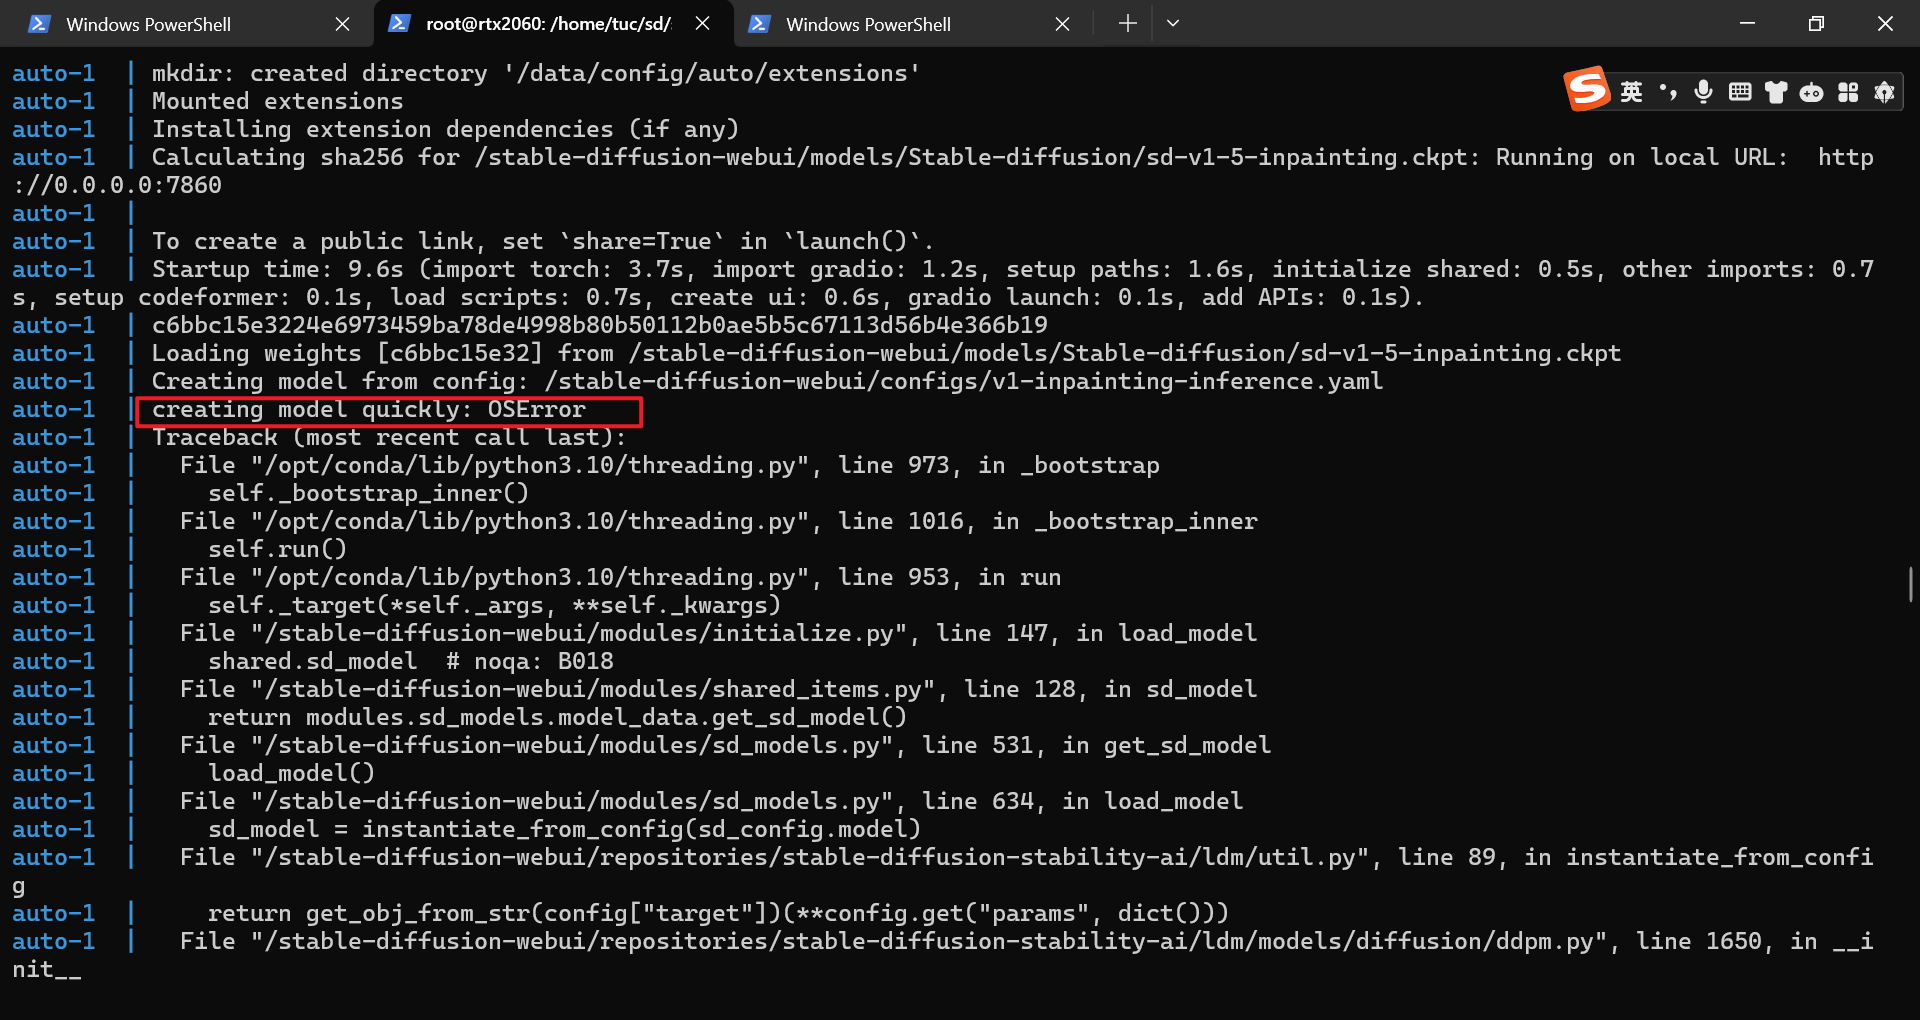 Windows PowerShell
root@rtx2060: /home/tuc/sd/
Windows PowerShell
英
auto-1  | mkdir: created directory '/data/config/auto/extensions'
auto-1  | Mounted extensions
auto-1  | Installing extension dependencies (if any)
auto-1  | Calculating sha256 for /stable-diffusion-webui/models/Stable-diffusion/sd-v1-5-inpainting.ckpt: Running on local URL:  http
://0.0.0.0:7860
auto-1  |
auto-1  | To create a public link, set `share=True` in `launch()`.
auto-1  | Startup time: 9.6s (import torch: 3.7s, import gradio: 1.2s, setup paths: 1.6s, initialize shared: 0.5s, other imports: 0.7
s, setup codeformer: 0.1s, load scripts: 0.7s, create ui: 0.6s, gradio launch: 0.1s, add APIs: 0.1s).
auto-1  | c6bbc15e3224e6973459ba78de4998b80b50112b0ae5b5c67113d56b4e366b19
auto-1  | Loading weights [c6bbc15e32] from /stable-diffusion-webui/models/Stable-diffusion/sd-v1-5-inpainting.ckpt
auto-1  | Creating model from config: /stable-diffusion-webui/configs/v1-inpainting-inference.yaml
auto-1  | creating model quickly: OSError
auto-1  | Traceback (most recent call last):
auto-1  |   File "/opt/conda/lib/python3.10/threading.py", line 973, in _bootstrap
auto-1  |     self._bootstrap_inner()
auto-1  |   File "/opt/conda/lib/python3.10/threading.py", line 1016, in _bootstrap_inner
auto-1  |     self.run()
auto-1  |   File "/opt/conda/lib/python3.10/threading.py", line 953, in run
auto-1  |     self._target(*self._args, **self._kwargs)
auto-1  |   File "/stable-diffusion-webui/modules/initialize.py", line 147, in load_model
auto-1  |     shared.sd_model  # noqa: B018
auto-1  |   File "/stable-diffusion-webui/modules/shared_items.py", line 128, in sd_model
auto-1  |     return modules.sd_models.model_data.get_sd_model()
auto-1  |   File "/stable-diffusion-webui/modules/sd_models.py", line 531, in get_sd_model
auto-1  |     load_model()
auto-1  |   File "/stable-diffusion-webui/modules/sd_models.py", line 634, in load_model
auto-1  |     sd_model = instantiate_from_config(sd_config.model)
auto-1  |   File "/stable-diffusion-webui/repositories/stable-diffusion-stability-ai/ldm/util.py", line 89, in instantiate_from_confi
g
auto-1  |     return get_obj_from_str(config["target"])(**config.get("params", dict()))
auto-1  |   File "/stable-diffusion-webui/repositories/stable-diffusion-stability-ai/ldm/models/diffusion/ddpm.py", line 1650, in __i
nit__